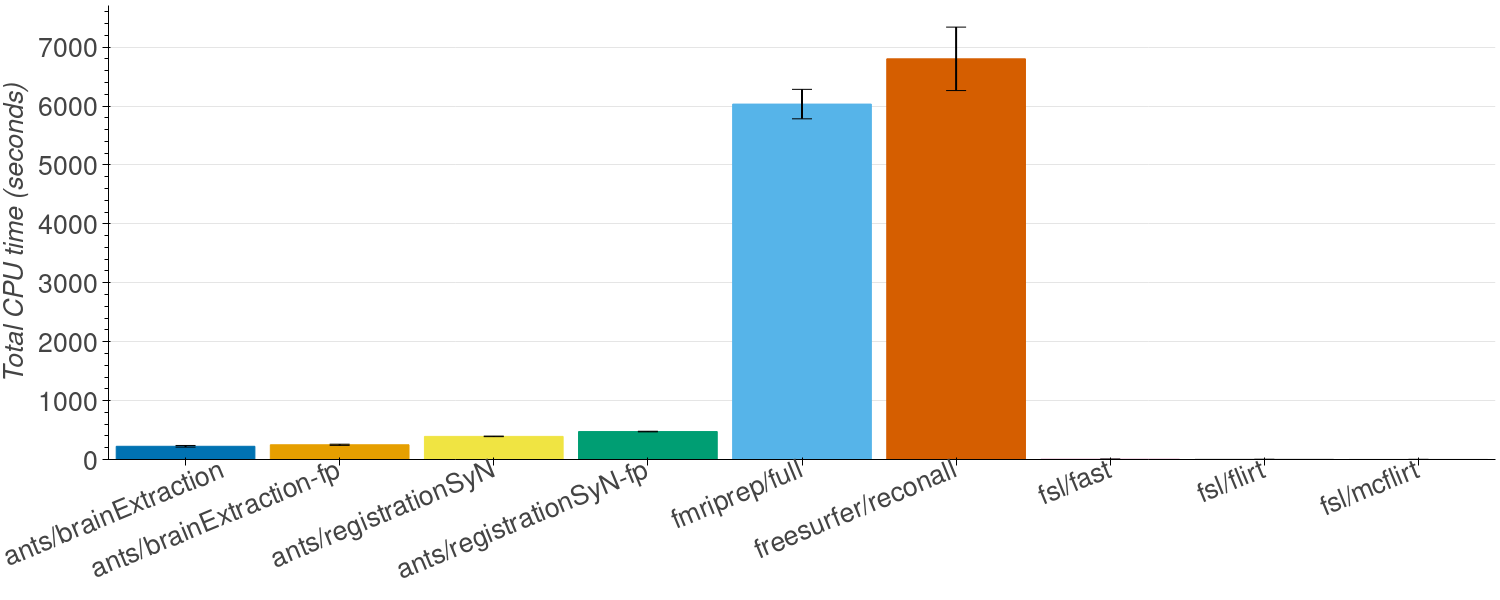 Total CPU time (seconds)
7000
6000
5000
4000
3000
2000
1000
0
ants/brainExtraction
ants/brainExtraction-fp
ants/registrationSyN
ants/registrationSyN-fp
fmriprep/full
freesurfer/reconall
fsl/fast
fsl/flirt
fsl/mcflirt